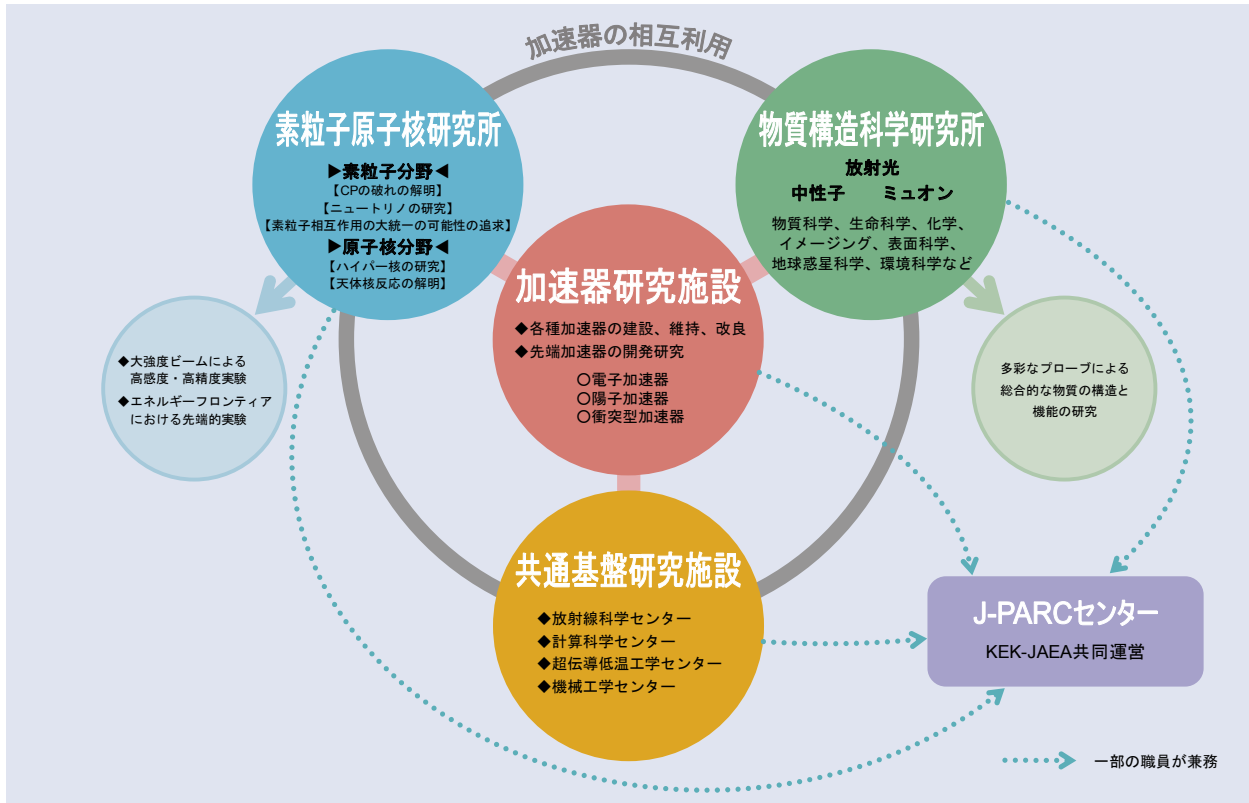 加速器の相互利用
素粒子原子核研究所
▶素粒子分野◀
【CPの破れの解明】
【ニュートリノの研究】
【素粒子相互作用の大統一の可能性の追求】
▶原子核分野◀
【ハイパー核の研究】
【天体核反応の解明】
物質構造科学研究所
放射光
中性子 ミュオン
物質科学、生命科学、化学、
イメージング、表面科学、
地球惑星科学、環境科学など
加速器研究施設
◆各種加速器の建設、維持、改良
◆先端加速器の開発研究
○電子加速器
○陽子加速器
○衝突型加速器
◆大強度ビームによる
高感度・高精度実験
◆エネルギーフロンティア
における先端的実験
多彩なプローブによる
総合的な物質の構造と
機能の研究
共通基盤研究施設
◆放射線科学センター
◆計算科学センター
◆超伝導低温工学センター
◆機械工学センター
J-PARCセンター
KEK-JAEA共同運営
一部の職員が兼務